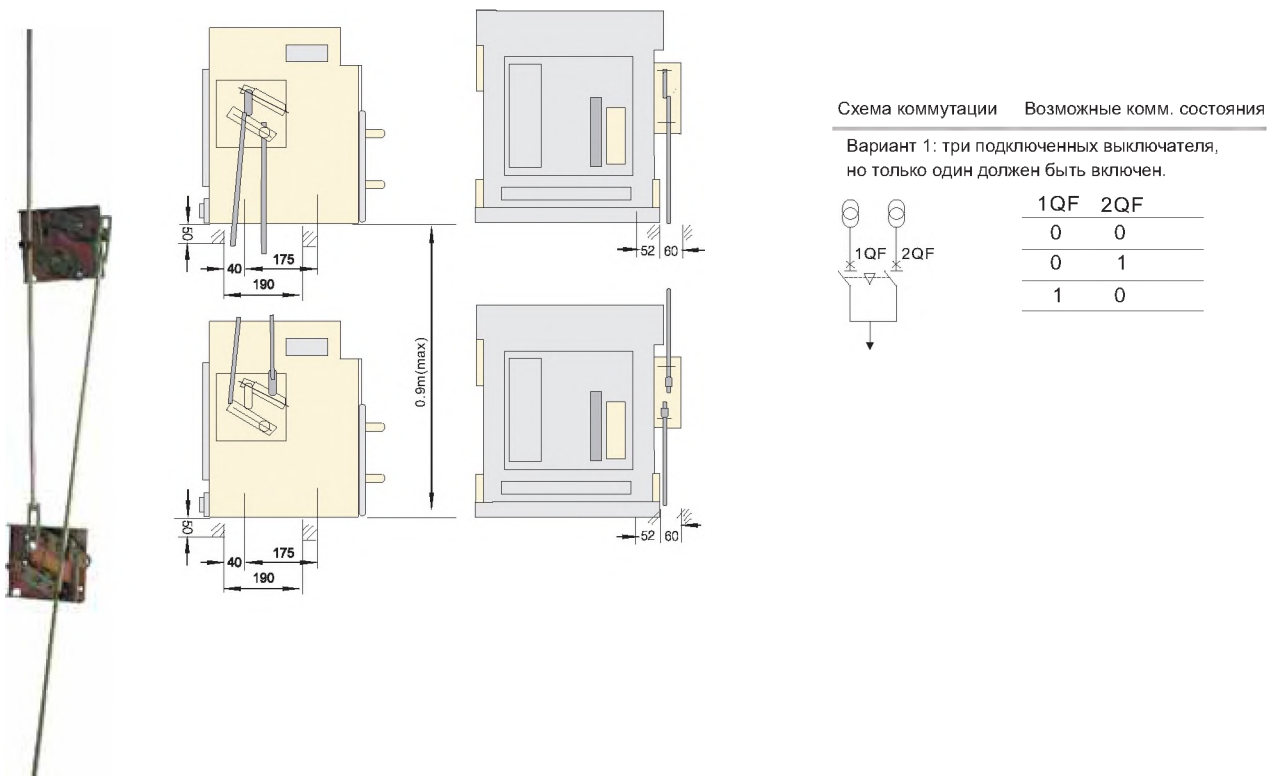 50
40
175
190
52
60
0.9m(max)
50
40
175
190
52
60
Схема коммутации Возможные комм. состояния
Вариант 1: три подключенных выключателя,
но только один должен быть включен.
1QF 2QF
1QF 2QF
0 0
0 1
1 0